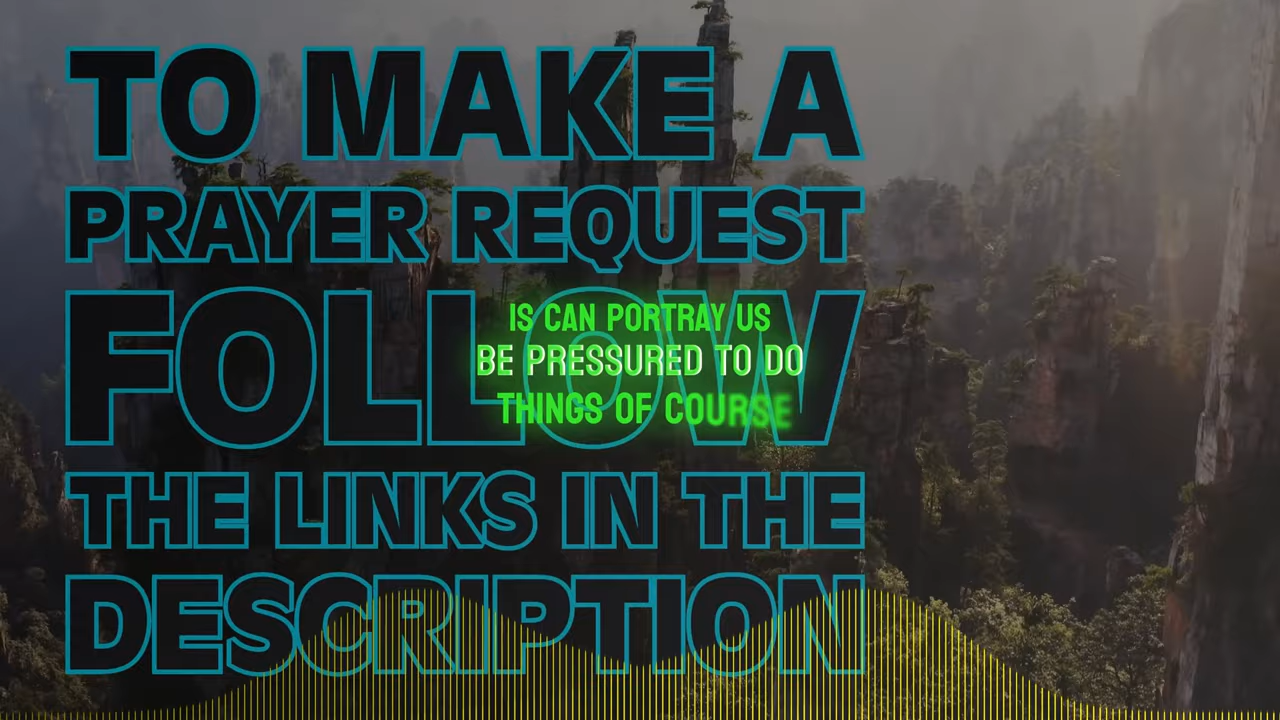 TO MAKE A
PRAYER REQUEST
FOLLOW
THE LINKS IN THE
DESCRIPTION
IS CAN PORTRAY US
BE PRESSURED TO DO
THINGS OF COURSE